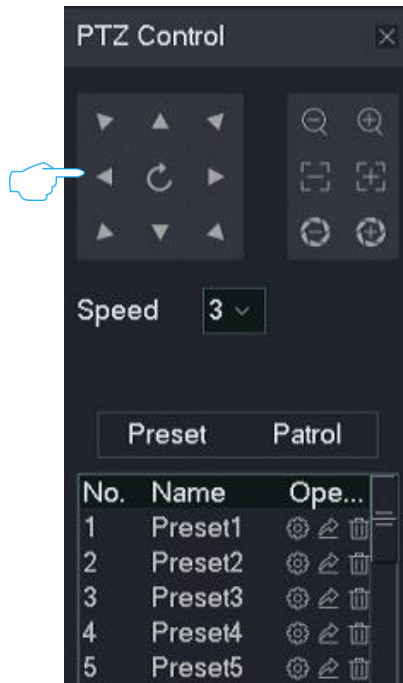 PTZ Control
Speed 3
Preset Patrol
No. Name Ope...
1 Preset1
2 Preset2
3 Preset3
4 Preset4
5 Preset5